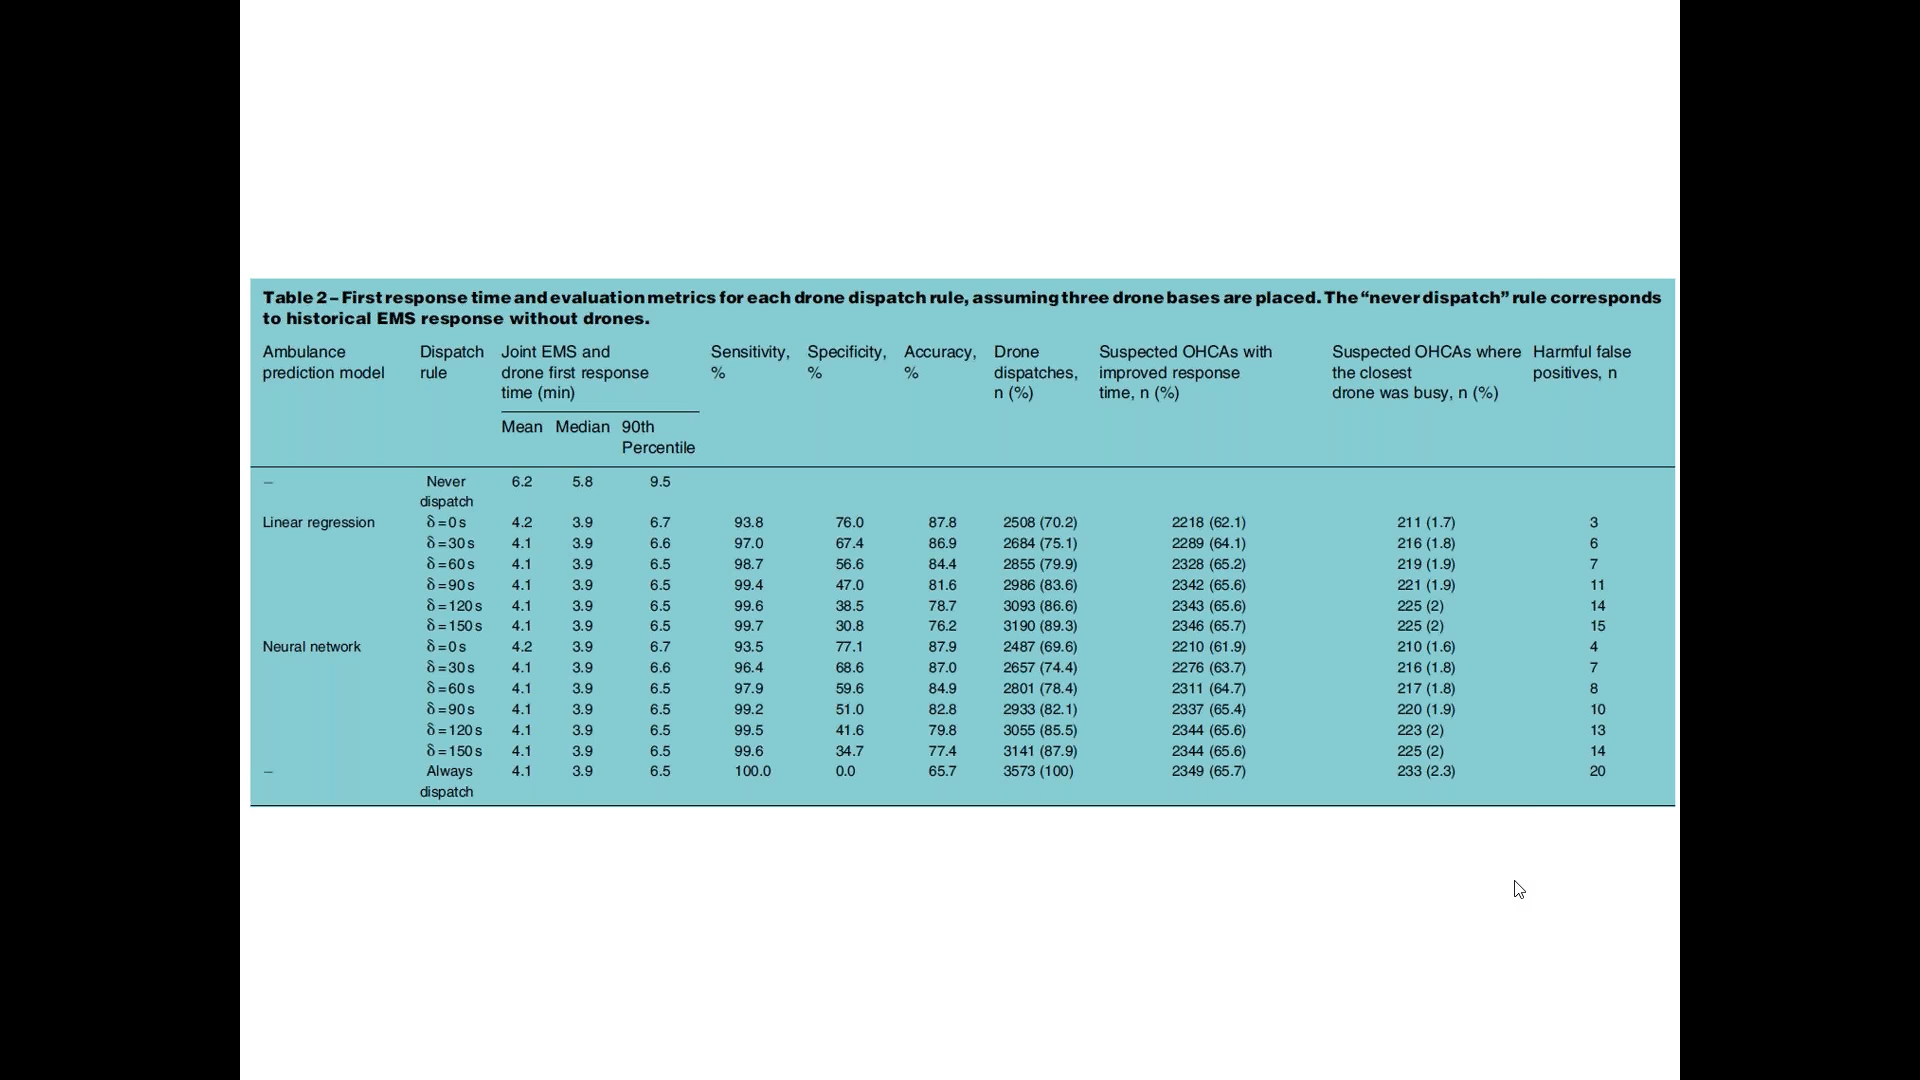 Table 2 – First response time and evaluation metrics for each drone dispatch rule, assuming three drone bases are placed. The “never dispatch” rule corresponds
to historical EMS response without drones.
Ambulance Dispatch Joint EMS and Sensitivity, Specificity, Accuracy, Drone Suspected OHCAs with Suspected OHCAs where Harmful false
prediction model rule drone first response % % % dispatches, improved response the closest positives, n
time (min) n (%) time, n (%) drone was busy, n (%)
Mean Median 90th
Percentile
– Never 6.2 5.8 9.5
dispatch
Linear regression δ = 0 s 4.2 3.9 6.7 93.8 76.0 87.8 2508 (70.2) 2218 (62.1) 211 (1.7) 3
δ = 30 s 4.1 3.9 6.6 97.0 67.4 86.9 2684 (75.1) 2289 (64.1) 216 (1.8) 6
δ = 60 s 4.1 3.9 6.5 98.7 56.6 84.4 2855 (79.9) 2328 (65.2) 219 (1.9) 7
δ = 90 s 4.1 3.9 6.5 99.4 47.0 81.6 2986 (83.6) 2342 (65.6) 221 (1.9) 11
δ = 120 s 4.1 3.9 6.5 99.6 38.5 78.7 3093 (86.6) 2343 (65.6) 225 (2) 14
δ = 150 s 4.1 3.9 6.5 99.7 30.8 76.2 3190 (89.3) 2346 (65.7) 225 (2) 15
Neural network δ = 0 s 4.2 3.9 6.7 93.5 77.1 87.9 2487 (69.6) 2210 (61.9) 210 (1.6) 4
δ = 30 s 4.1 3.9 6.6 96.4 68.6 87.0 2657 (74.4) 2276 (63.7) 216 (1.8) 7
δ = 60 s 4.1 3.9 6.5 97.9 59.6 84.9 2801 (78.4) 2311 (64.7) 217 (1.8) 8
δ = 90 s 4.1 3.9 6.5 99.2 51.0 82.8 2933 (82.1) 2337 (65.4) 220 (1.9) 10
δ = 120 s 4.1 3.9 6.5 99.5 41.6 79.8 3055 (85.5) 2344 (65.6) 223 (2) 13
δ = 150 s 4.1 3.9 6.5 99.6 34.7 77.4 3141 (87.9) 2344 (65.6) 225 (2) 14
– Always 4.1 3.9 6.5 100.0 0.0 65.7 3573 (100) 2349 (65.7) 233 (2.3) 20
dispatch